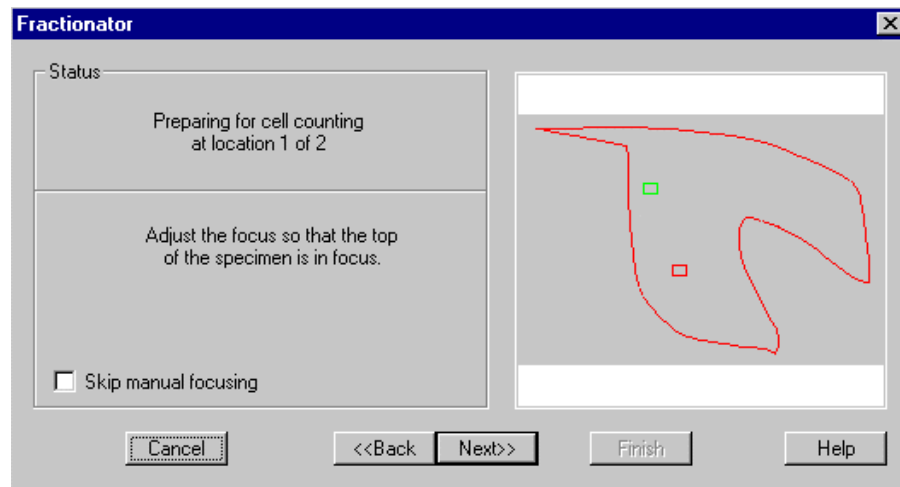 Fractionator
Status
Preparing for cell counting
at location 1 of 2
Adjust the focus so that the top
of the specimen is in focus.
Skip manual focusing
Cancel
<<Back
Next>>
Finish
Help